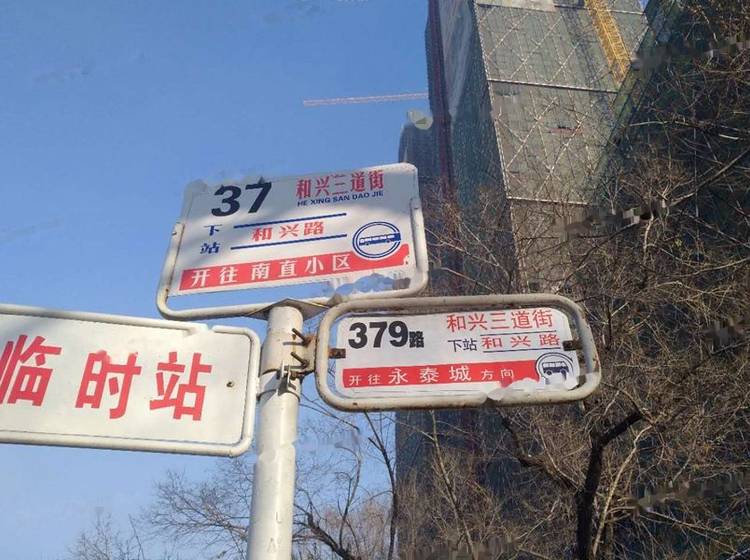 37 和兴三道街
HE XING SAN DAO JIE
下站 和兴路
开往南直小区
379路 和兴三道街
下站 和兴路
开往 永泰城 方向
临时站